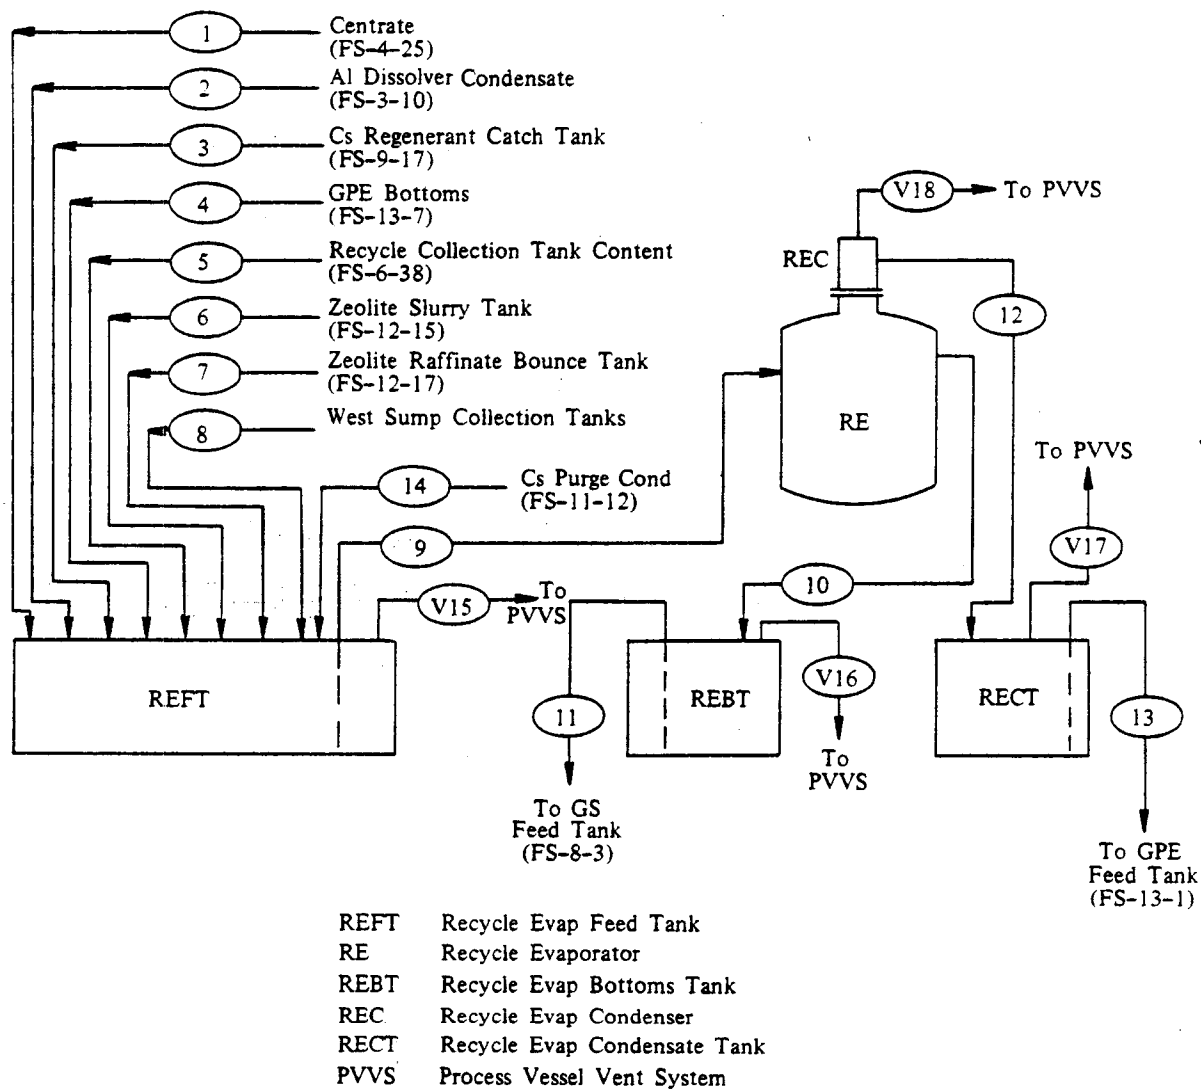 1
Centrate
(FS-4-25)
2
Al Dissolver Condensate
(FS-3-10)
3
Cs Regenerant Catch Tank
(FS-9-17)
4
GPE Bottoms
(FS-13-7)
5
Recycle Collection Tank Content
(FS-6-38)
6
Zeolite Slurry Tank
(FS-12-15)
7
Zeolite Raffinate Bounce Tank
(FS-12-17)
8
West Sump Collection Tanks
14
Cs Purge Cond
(FS-11-12)
9
V15
To
PVVS
REFT
V18
To PVVS
REC
12
RE
To PVVS
V17
10
V16
To
PVVS
REBT
11
To GS
Feed Tank
(FS-8-3)
RECT
13
To GPE
Feed Tank
(FS-13-1)
REFT Recycle Evap Feed Tank
RE Recycle Evaporator
REBT Recycle Evap Bottoms Tank
REC Recycle Evap Condenser
RECT Recycle Evap Condensate Tank
PVVS Process Vessel Vent System